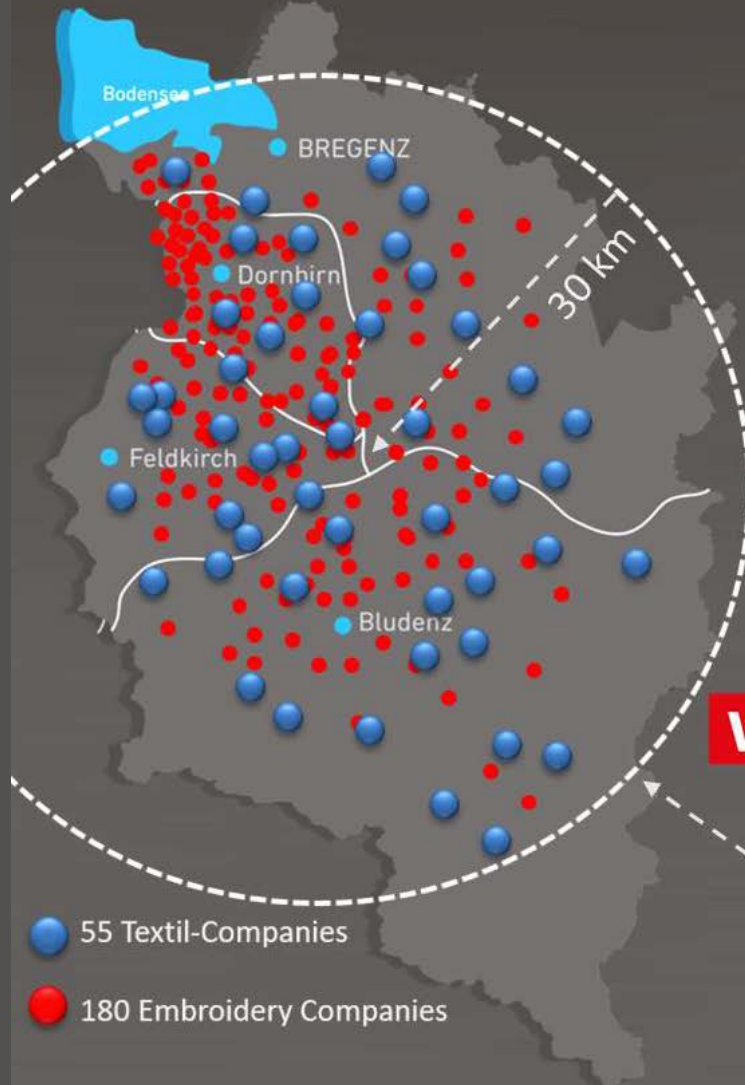 Bodensee
BREGENZ
Dornbirn
30 km
Feldkirch
Bludenz
55 Textil-Companies
180 Embroidery Companies